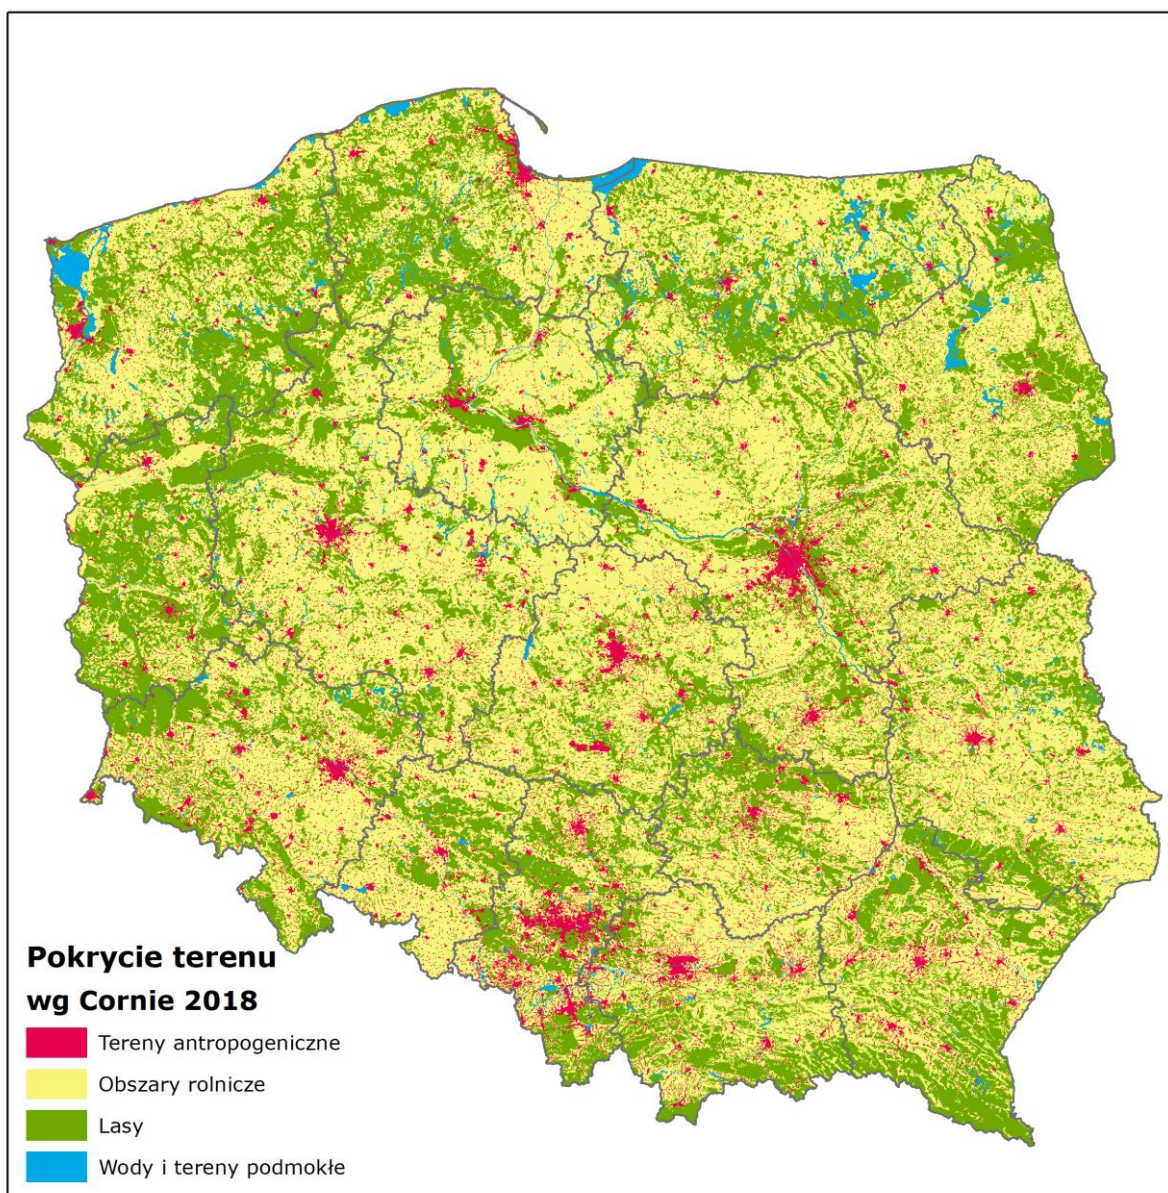 Pokrycie terenu
wg Cornie 2018
Tereny antropogeniczne
Obszary rolnicze
Lasy
Wody i tereny podmokłe